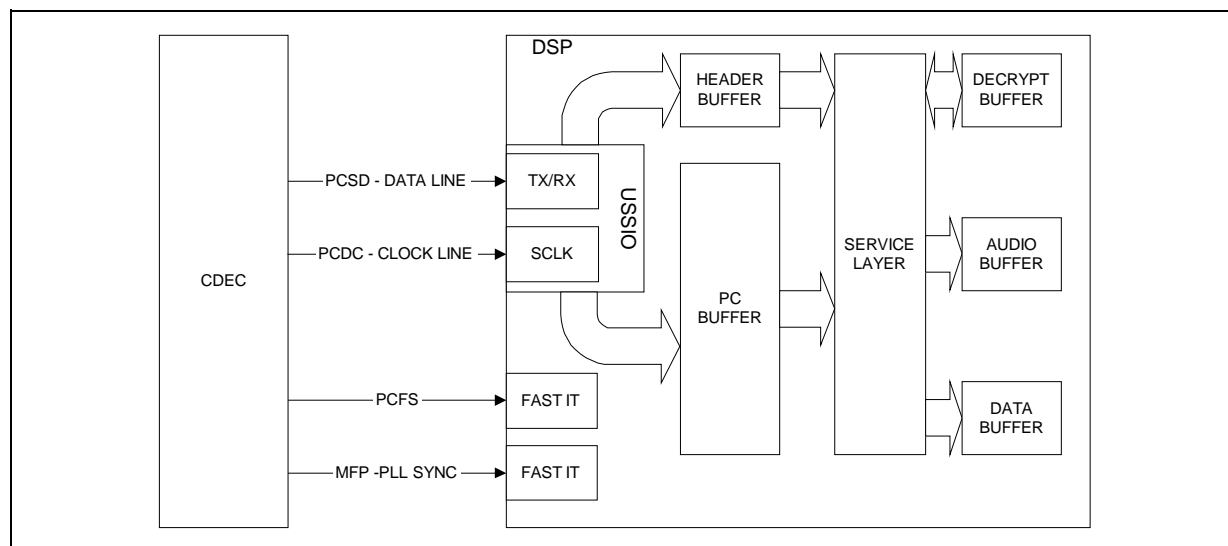 DSP
HEADER
BUFFER
DECRYPT
BUFFER
PCSD - DATA LINE
TX/RX
USSIO
PCDC - CLOCK LINE
SCLK
CDEC
PC
BUFFER
SERVICE
LAYER
AUDIO
BUFFER
PCFS
FAST IT
DATA
BUFFER
MFP -PLL SYNC
FAST IT